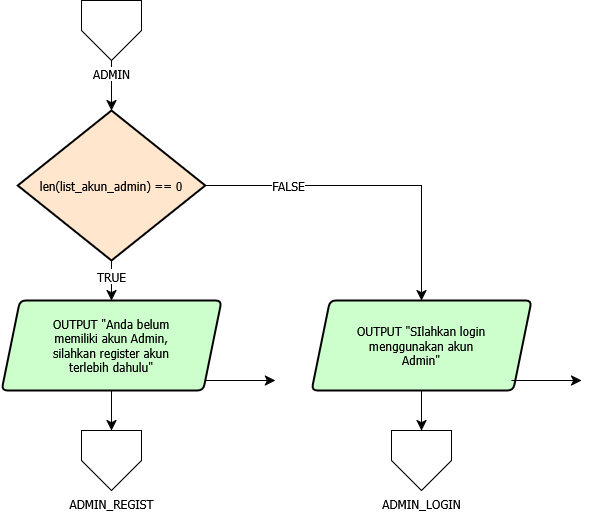 ADMIN
len(list_akun_admin) == 0
FALSE
TRUE
OUTPUT "Anda belum
memiliki akun Admin,
silahkan register akun
terlebih dahulu"
OUTPUT "SIlahkan login
menggunakan akun
Admin"
ADMIN_REGIST
ADMIN_LOGIN